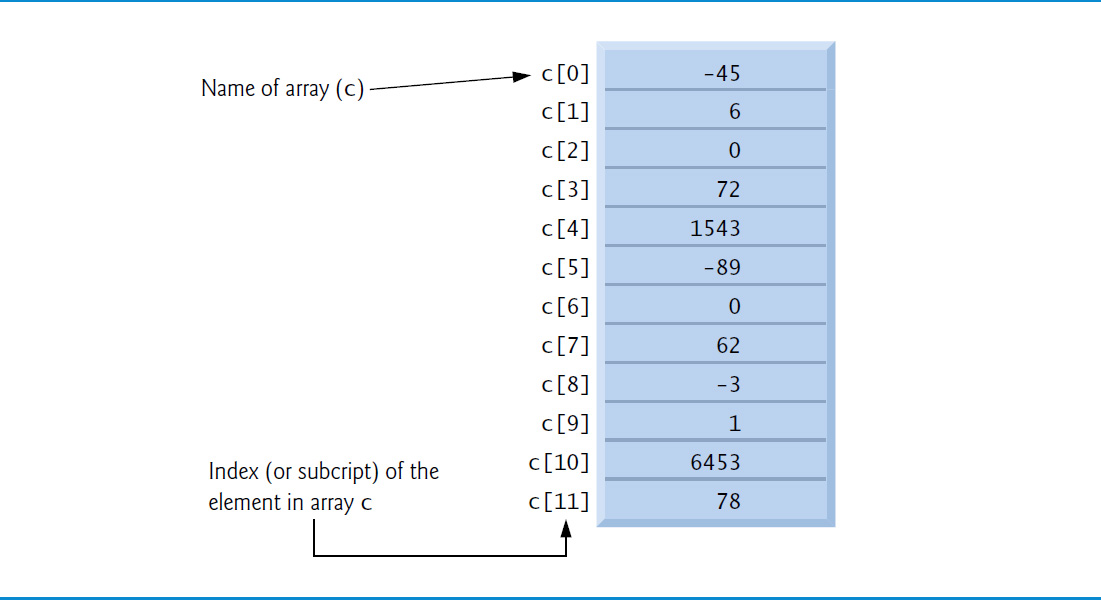 Name of array (c)
c[0] -45
c[1] 6
c[2] 0
c[3] 72
c[4] 1543
c[5] -89
c[6] 0
c[7] 62
c[8] -3
c[9] 1
c[10] 6453
c[11] 78
Index (or subcript) of the
element in array c